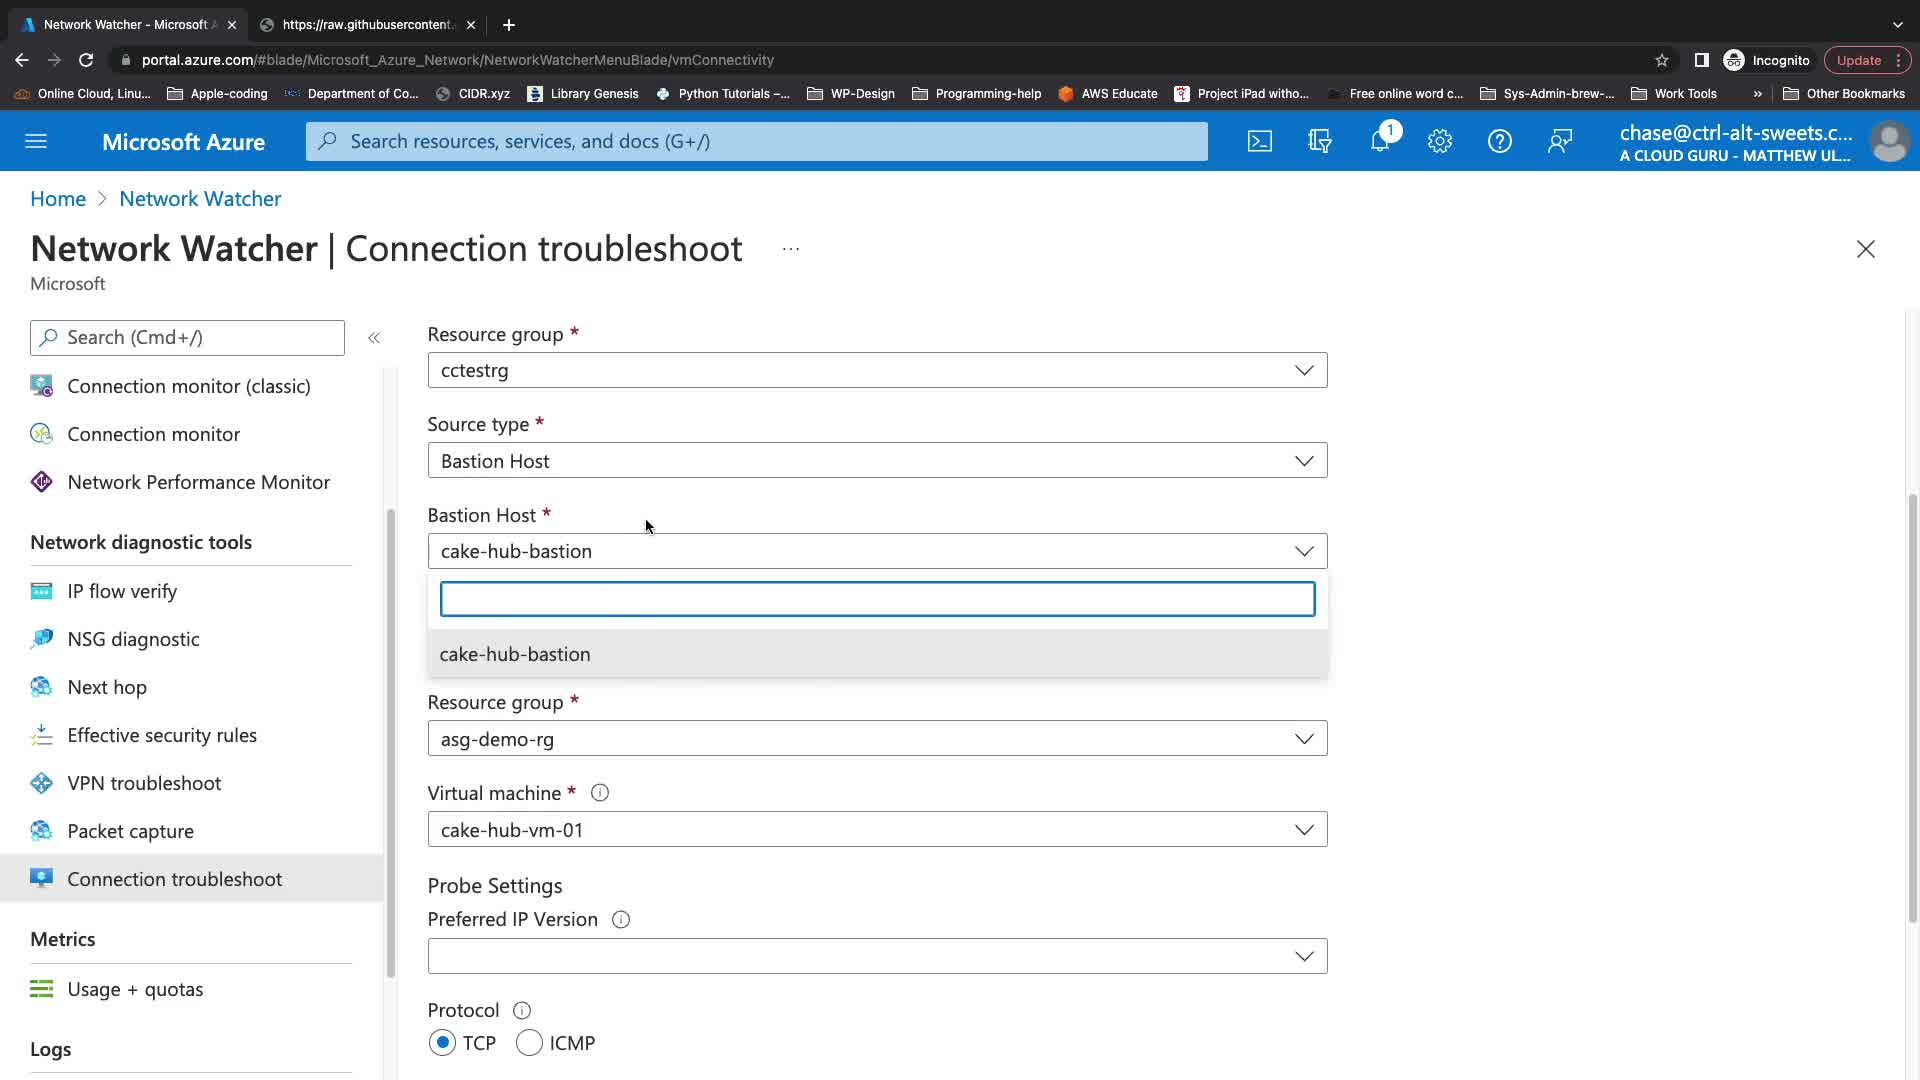 Network Watcher - Microsoft A
https://raw.githubusercontent.
portal.azure.com/#blade/Microsoft_Azure_Network/NetworkWatcherMenuBlade/vmConnectivity
Incognito
Update
Online Cloud, Linu...
Apple-coding
Department of Co...
CIDR.xyz
Library Genesis
Python Tutorials –...
WP-Design
Programming-help
AWS Educate
Project iPad witho...
Free online word c...
Sys-Admin-brew-...
Work Tools
»
Other Bookmarks
Microsoft Azure
Search resources, services, and docs (G+/)
1
chase@ctrl-alt-sweets.c...
A CLOUD GURU - MATTHEW UL...
Home > Network Watcher
Network Watcher | Connection troubleshoot
...
Microsoft
Search (Cmd+/)
«
Connection monitor (classic)
Connection monitor
Network Performance Monitor
Network diagnostic tools
IP flow verify
NSG diagnostic
Next hop
Effective security rules
VPN troubleshoot
Packet capture
Connection troubleshoot
Metrics
Usage + quotas
Logs
Resource group *
cctestrg
Source type *
Bastion Host
Bastion Host *
cake-hub-bastion
cake-hub-bastion
Resource group *
asg-demo-rg
Virtual machine *
cake-hub-vm-01
Probe Settings
Preferred IP Version
Protocol
TCP
ICMP